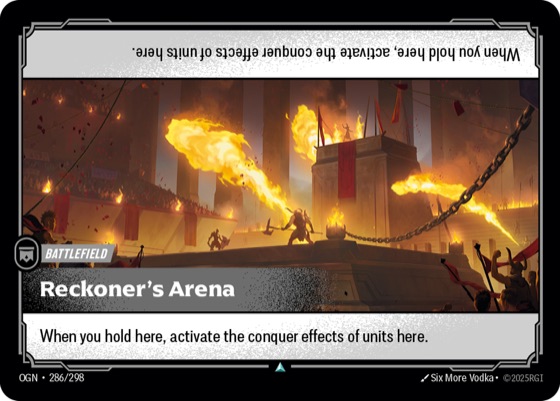 When you hold here, activate the conquer effects of units here.
BATTLEFIELD
Reckoner's Arena
When you hold here, activate the conquer effects of units here.
OGN • 286/298
Six More Vodka • ©2025RGI